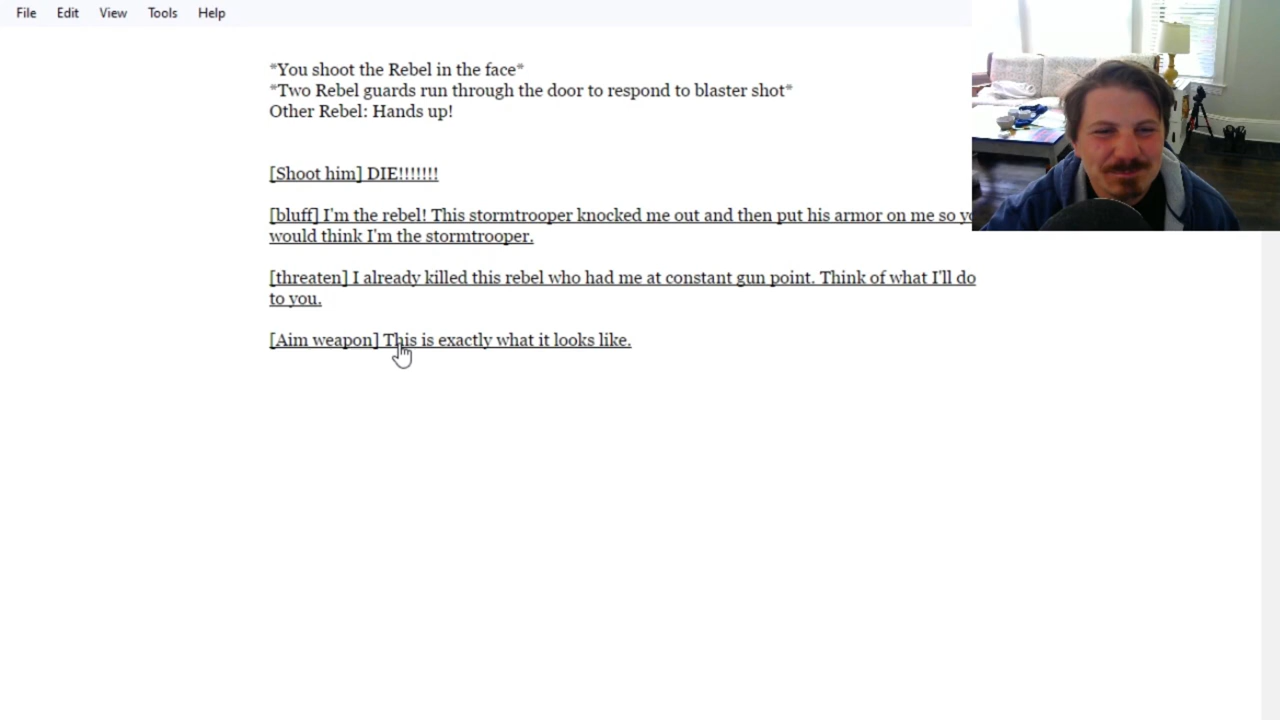 File Edit View Tools Help
*You shoot the Rebel in the face*
*Two Rebel guards run through the door to respond to blaster shot*
Other Rebel: Hands up!
[Shoot him] DIE!!!!!!!
[bluff] I'm the rebel! This stormtrooper knocked me out and then put his armor on me so
would think I'm the stormtrooper.
[threaten] I already killed this rebel who had me at constant gun point. Think of what I'll do
to you.
[Aim weapon] This is exactly what it looks like.